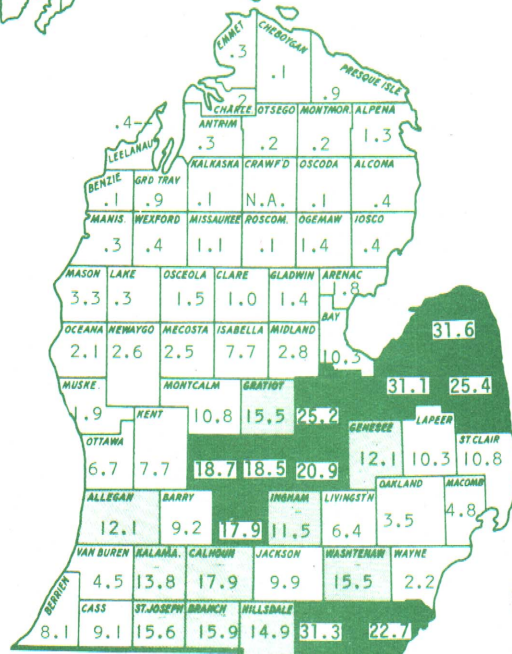 EMMET CHEBOYGAN
.3 .1 PRESQUE ISLE
.2 .9
CHARLE OTSEGO MONTMOR. ALPENA
.4-- ANTRIM
.3 .2 .2 1.3
LEELANAU
BENZIE GRD TRAV KALKASKA CRAWF'D OSCODA ALCONA
.1 .9 .1 N.A. .1 .4
MANIS. WEXFORD MISSAUKEE ROSCOM. OGEMAW IOSCO
.3 .4 1.1 .1 1.4 .4
MASON LAKE OSCEOLA CLARE GLADWIN ARENAC
3.3 .3 1.5 1.0 1.4 1.8
BAY
OCEANA NEWAYGO MECOSTA ISABELLA MIDLAND
31.6
2.1 2.6 2.5 7.7 2.8 10.3
MUSKE. MONTCALM GRATIOT 31.1 25.4
1.9 KENT 10.8 15.5 25.2 LAPEER
OTTAWA GENESEE ST CLAIR
6.7 7.7 18.7 18.5 20.9 12.1 10.3 10.8
ALLEGAN BARRY INGHAM LIVINGST'N OAKLAND MACOMB
12.1 9.2 17.9 11.5 6.4 3.5 4.8
VAN BUREN KALAMA. CALHOUN JACKSON WASHTENAW WAYNE
4.5 13.8 17.9 9.9 15.5 2.2
BERRIEN CASS ST.JOSEPH BRANCH HILLSDALE
8.1 9.1 15.6 15.9 14.9 31.3 22.7